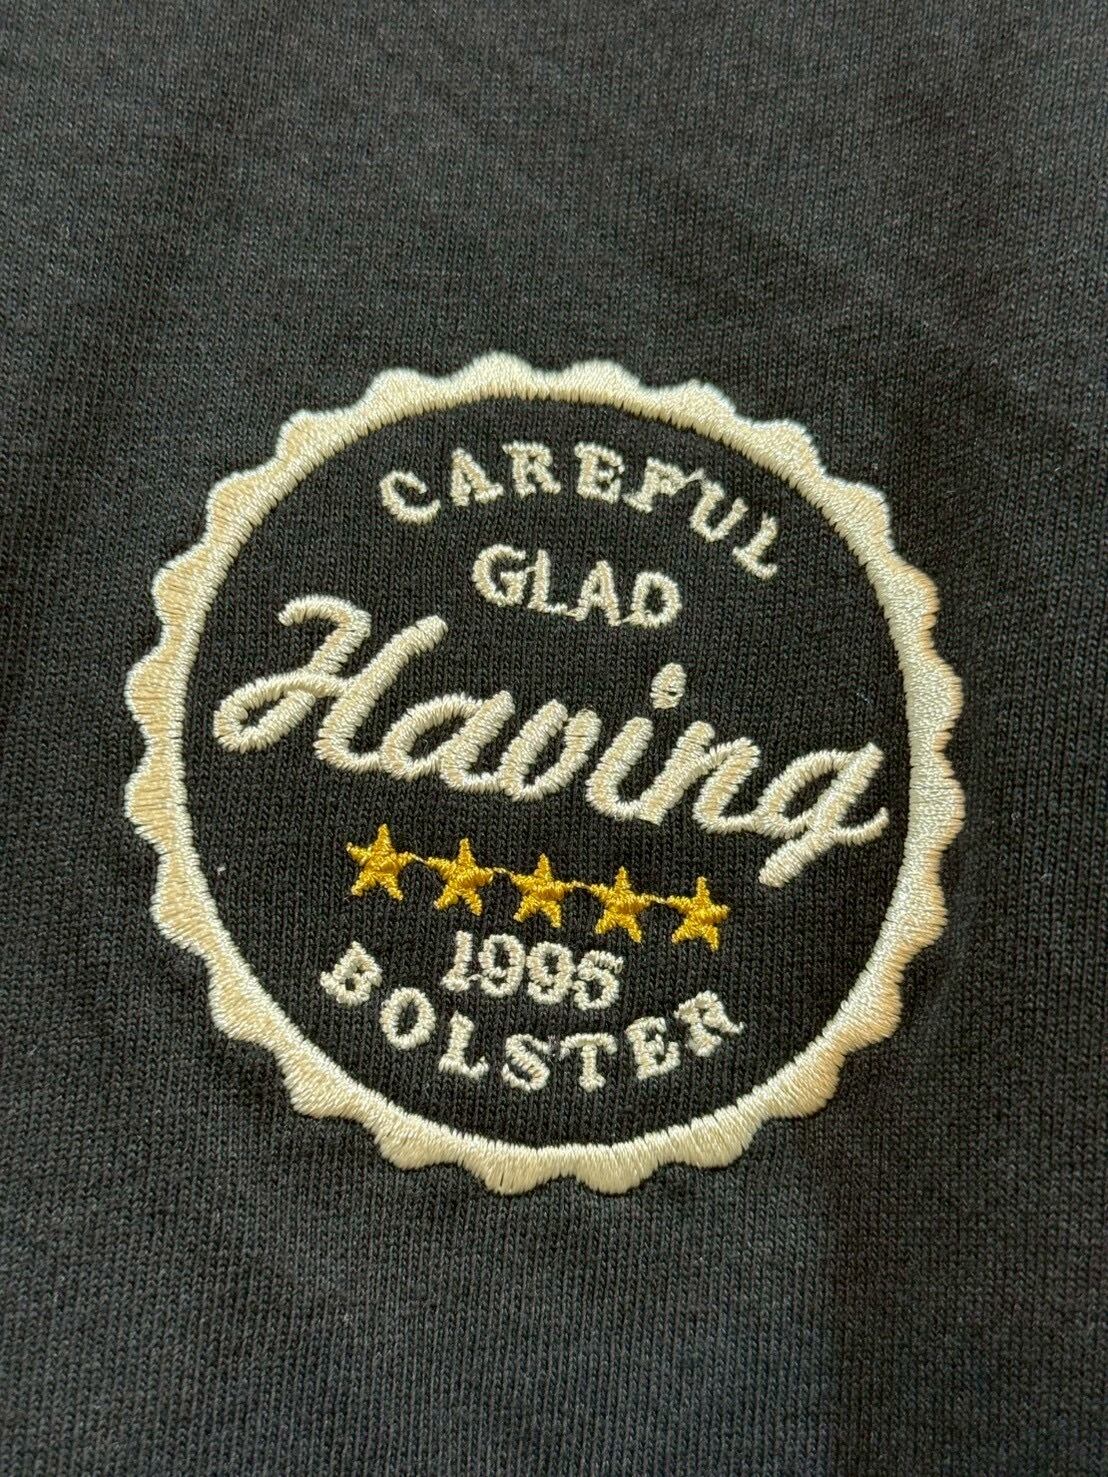 CAREFUL
GLAD
Having
1995
BOLSTER